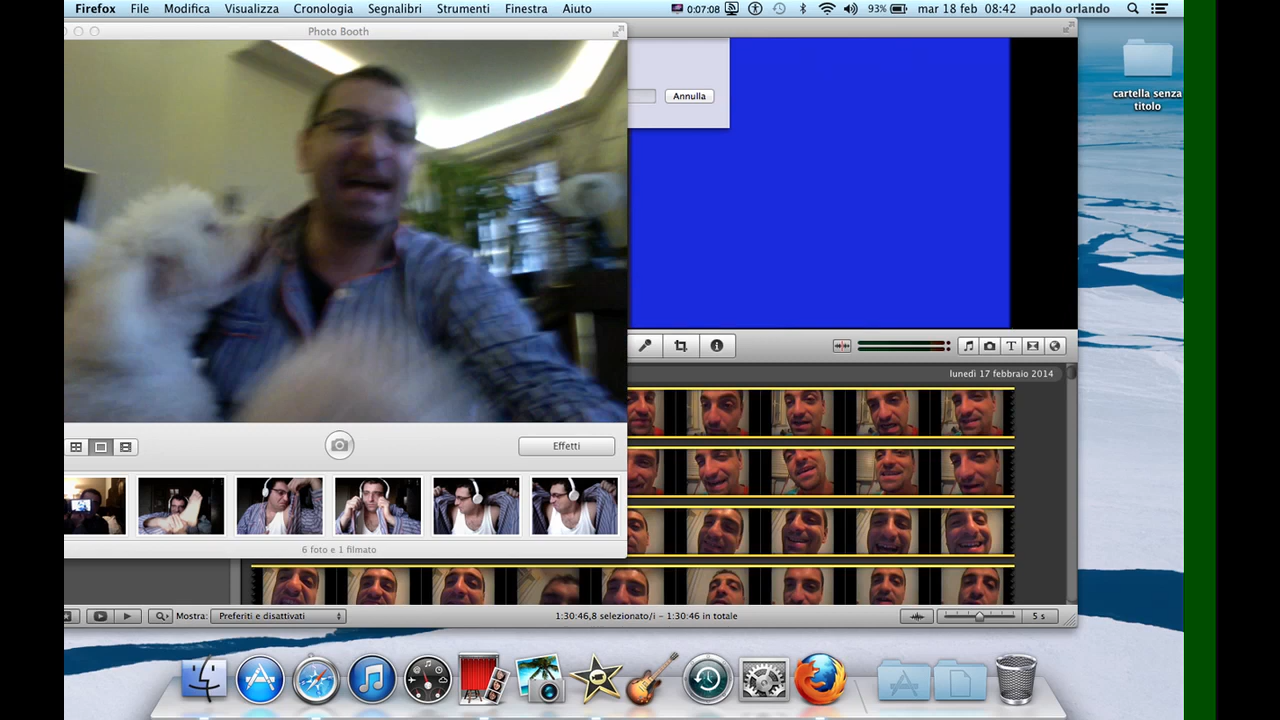 Firefox File Modifica Visualizza Cronologia Segnalibri Strumenti Finestra Aiuto 0:07:08 93% mar 18 feb 08:42 paolo orlando
Photo Booth
Annulla
cartella senza
titolo
lunedì 17 febbraio 2014
Effetti
6 foto e 1 filmato
Mostra: Preferiti e disattivati 1:30:46,8 selezionato/i - 1:30:46 in totale 5 s